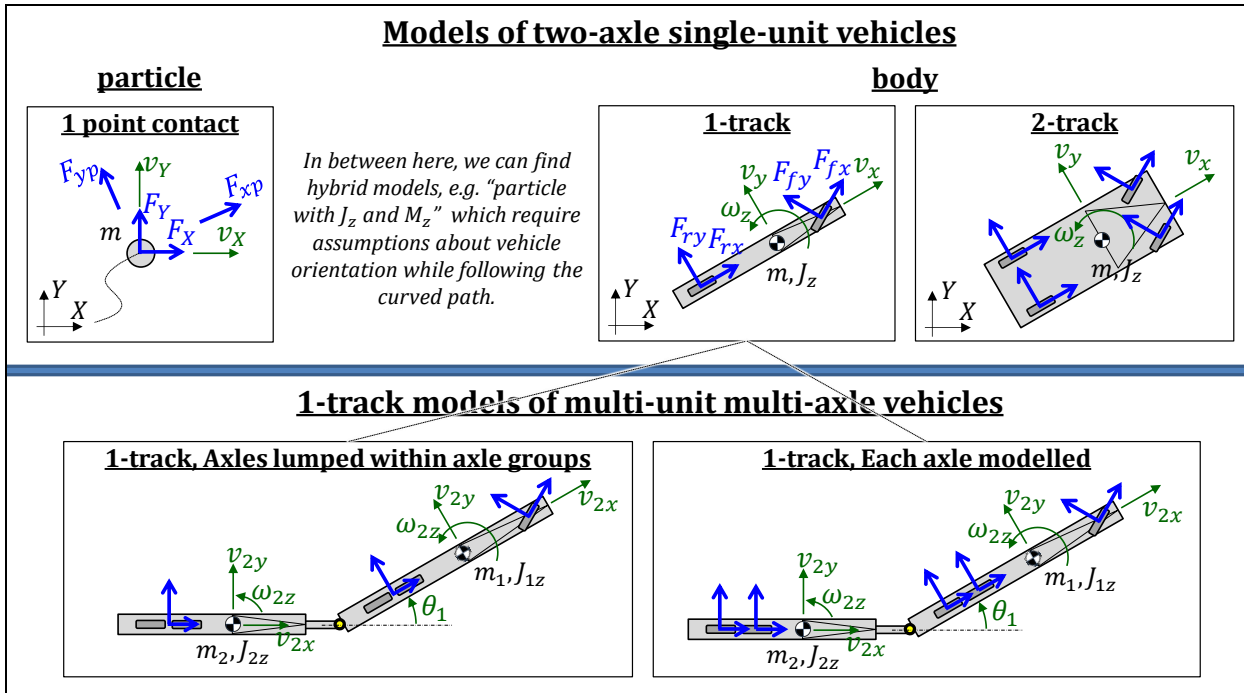 Models of two-axle single-unit vehicles
particle
body
1 point contact
F_yp
v_Y
F_xp
F_Y
m
F_X
v_X
Y
X
In between here, we can find
hybrid models, e.g. “particle
with J_z and M_z” which require
assumptions about vehicle
orientation while following the
curved path.
1-track
v_y
F_fy
F_fx
v_x
ω_z
F_ry
F_rx
m, J_z
Y
X
2-track
v_y
v_x
ω_z
m, J_z
Y
X
1-track models of multi-unit multi-axle vehicles
1-track, Axles lumped within axle groups
v_2y
v_2x
ω_2z
m_1, J_1z
v_2y
ω_2z
θ_1
v_2x
m_2, J_2z
1-track, Each axle modelled
v_2y
v_2x
ω_2z
m_1, J_1z
v_2y
ω_2z
θ_1
v_2x
m_2, J_2z